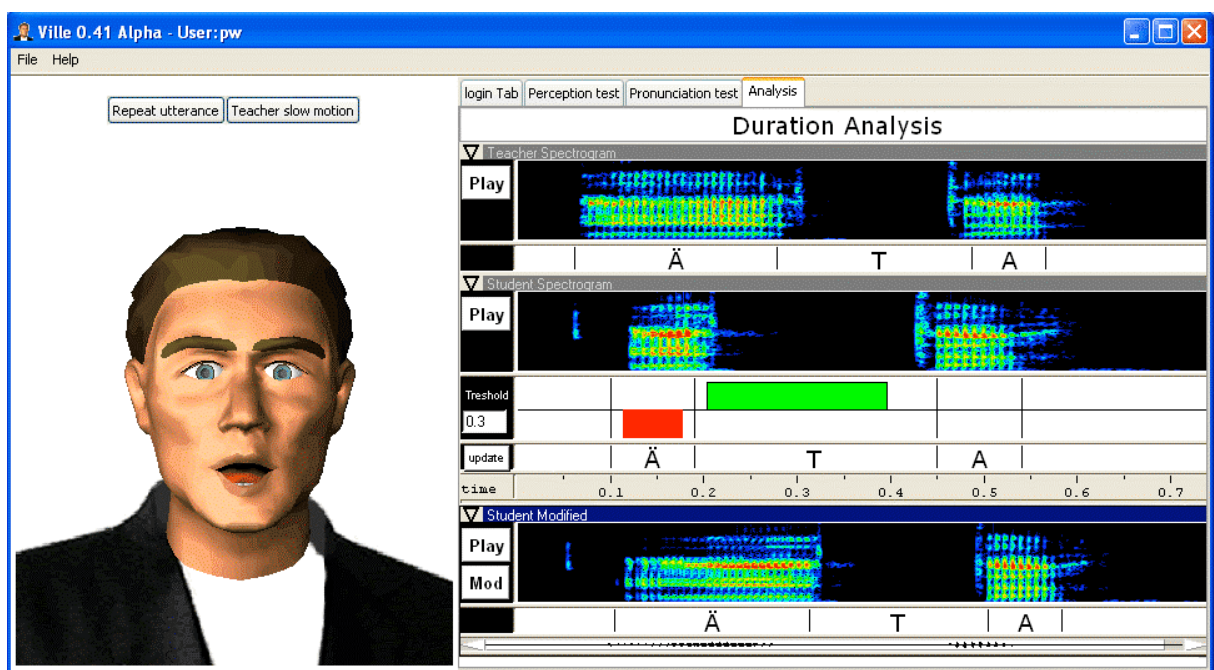 Ville 0.41 Alpha - User:pw
File Help
Repeat utterance Teacher slow motion
login Tab Perception test Pronunciation test Analysis
Duration Analysis
Teacher Spectrogram
Play
Ä T A
Student Spectrogram
Play
Treshold
0.3
update Ä T A
time 0.1 0.2 0.3 0.4 0.5 0.6 0.7
Student Modified
Play
Mod
Ä T A